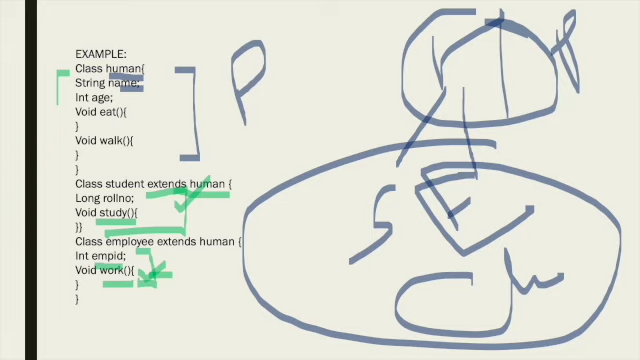 EXAMPLE:
Class human{
String name;
Int age;
Void eat(){
}
Void walk(){
}
}
Class student extends human {
Long rollno;
Void study(){
}}
Class employee extends human {
Int empid;
Void work(){
}
}
P
S
E